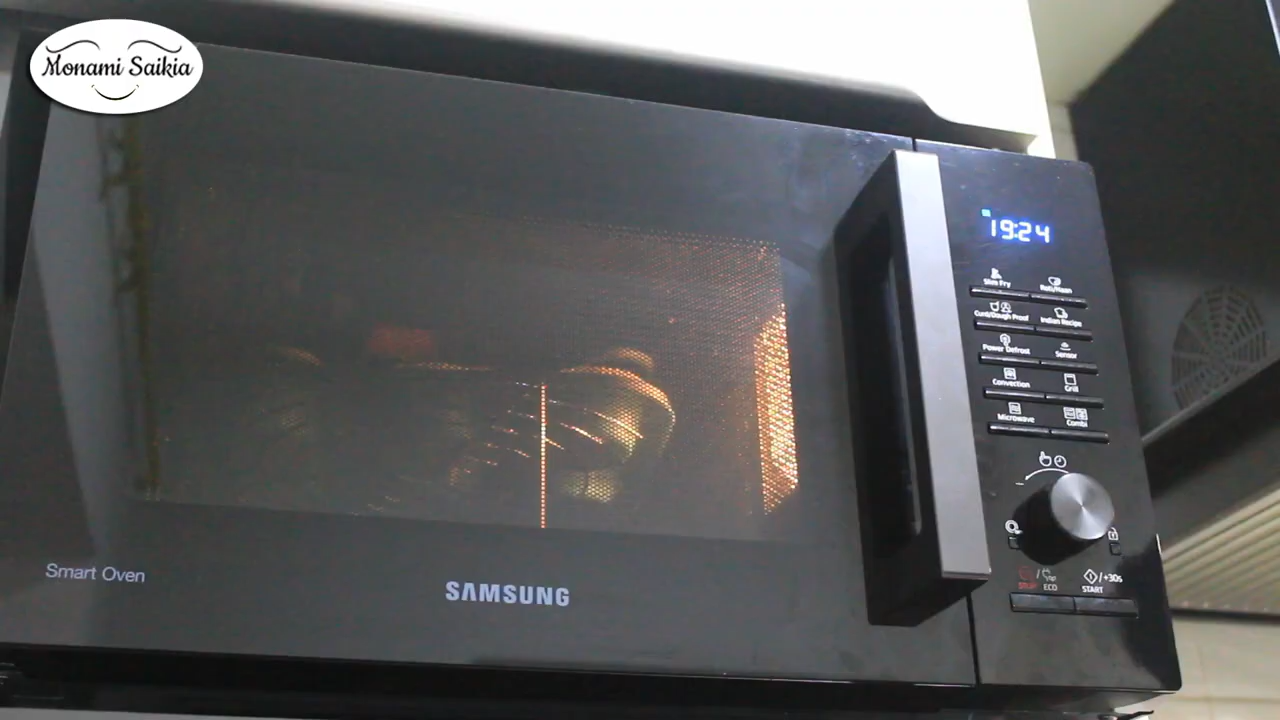 Monami Saikia
19:24
Slim Fry
Roti/Naan
Curd/Dough Proof
Indian Recipe
Power Defrost
Sensor
Convection
Grill
Microwave
Combi
STOP
/
ECO
/+30s
START
Smart Oven
SAMSUNG